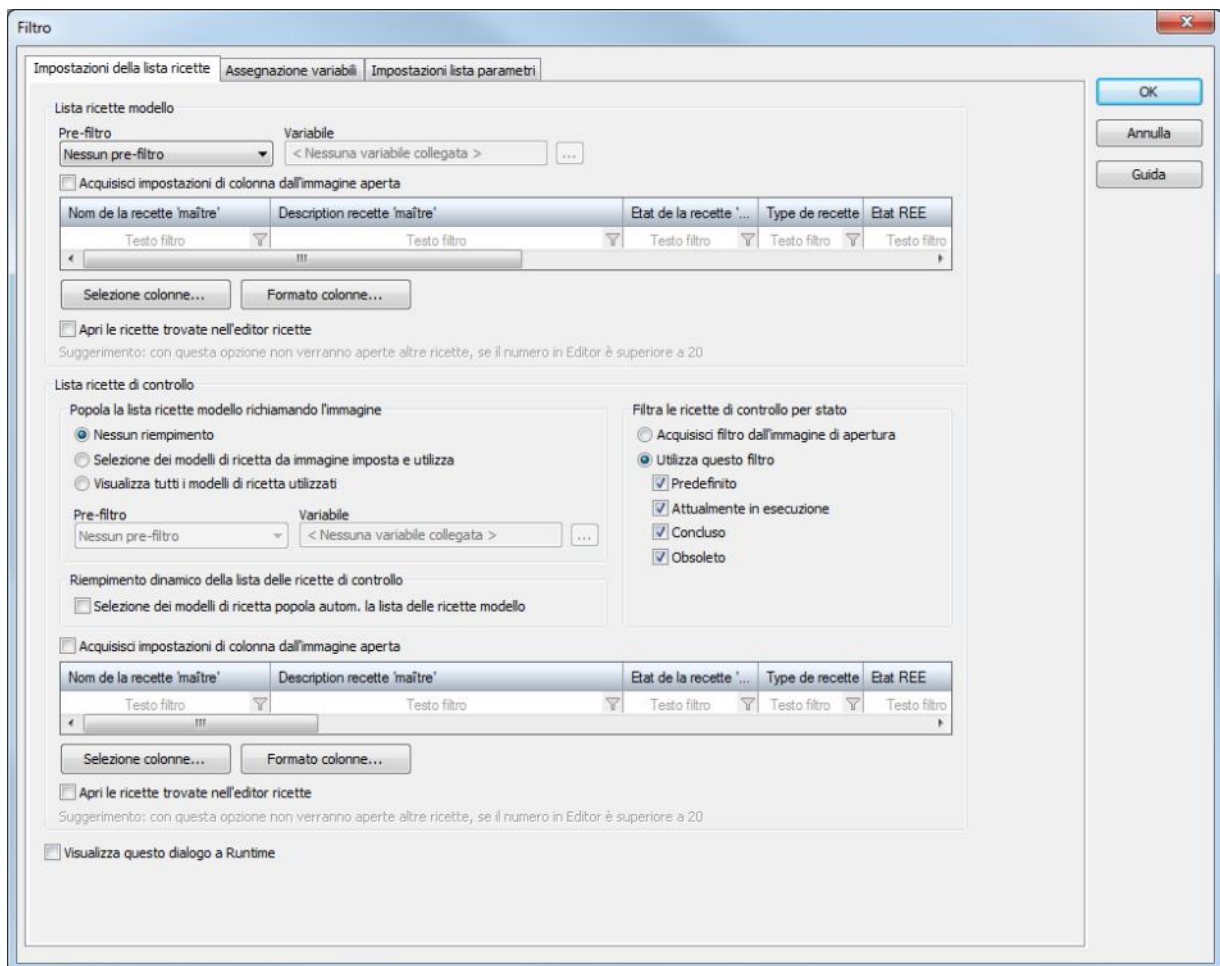 Filtro
Impostazioni della lista ricette Assegnazione variabili Impostazioni lista parametri
OK
Annulla
Guida
Lista ricette modello
Pre-filtro Variabile
Nessun pre-filtro < Nessuna variabile collegata > ...
Acquisisci impostazioni di colonna dall'immagine aperta
Nom de la recette 'maître' Description recette 'maître' Etat de la recette '... Type de recette Etat REE
Testo filtro Testo filtro Testo filtro Testo filtro Testo filtro
Selezione colonne... Formato colonne...
Apri le ricette trovate nell'editor ricette
Suggerimento: con questa opzione non verranno aperte altre ricette, se il numero in Editor è superiore a 20
Lista ricette di controllo
Popola la lista ricette modello richiamando l'immagine
Nessun riempimento
Selezione dei modelli di ricetta da immagine imposta e utilizza
Visualizza tutti i modelli di ricetta utilizzati
Pre-filtro Variabile
Nessun pre-filtro < Nessuna variabile collegata > ...
Filtra le ricette di controllo per stato
Acquisisci filtro dall'immagine di apertura
Utilizza questo filtro
Predefinito
Attualmente in esecuzione
Concluso
Obsoleto
Riempimento dinamico della lista delle ricette di controllo
Selezione dei modelli di ricetta popola autom. la lista delle ricette modello
Acquisisci impostazioni di colonna dall'immagine aperta
Nom de la recette 'maître' Description recette 'maître' Etat de la recette '... Type de recette Etat REE
Testo filtro Testo filtro Testo filtro Testo filtro Testo filtro
Selezione colonne... Formato colonne...
Apri le ricette trovate nell'editor ricette
Suggerimento: con questa opzione non verranno aperte altre ricette, se il numero in Editor è superiore a 20
Visualizza questo dialogo a Runtime